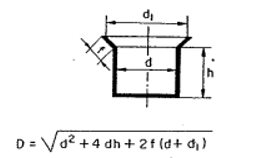 d₁
f
d
h
D = √d² + 4 dh + 2 f (d + d₁)